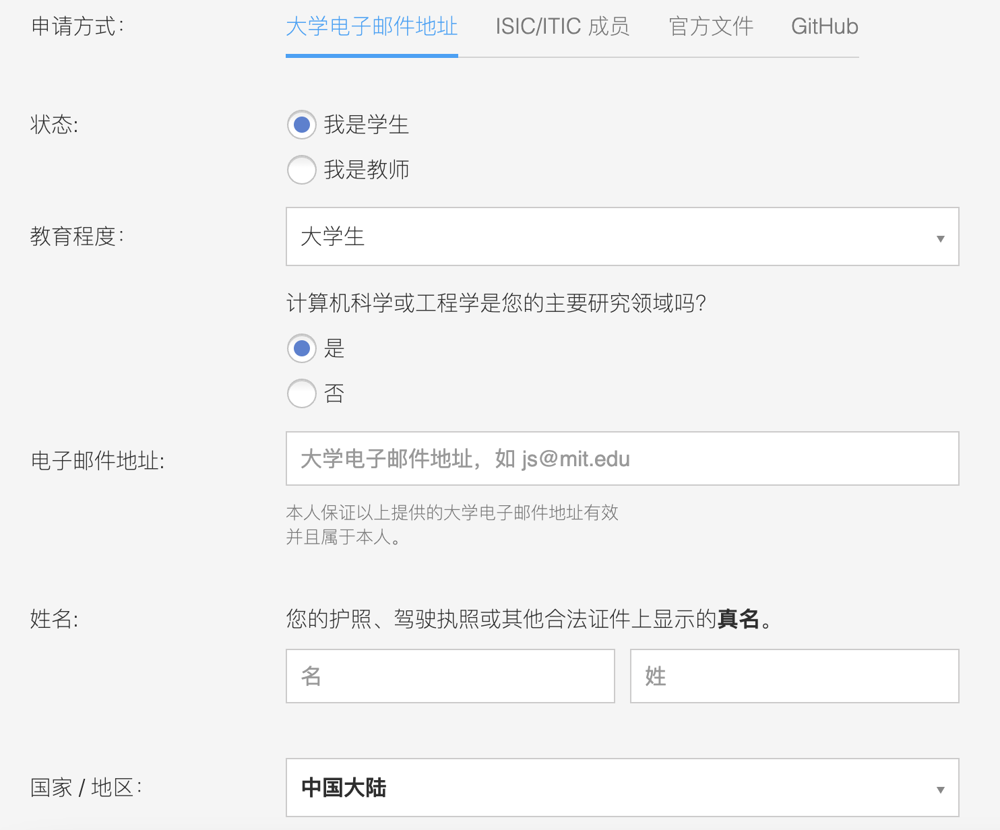 申请方式：
大学电子邮件地址 ISIC/ITIC 成员 官方文件 GitHub
状态:
我是学生
我是教师
教育程度：
大学生
计算机科学或工程学是您的主要研究领域吗？
是
否
电子邮件地址:
大学电子邮件地址，如 js@mit.edu
本人保证以上提供的大学电子邮件地址有效
并且属于本人。
姓名:
您的护照、驾驶执照或其他合法证件上显示的真名。
名 姓
国家 / 地区：
中国大陆